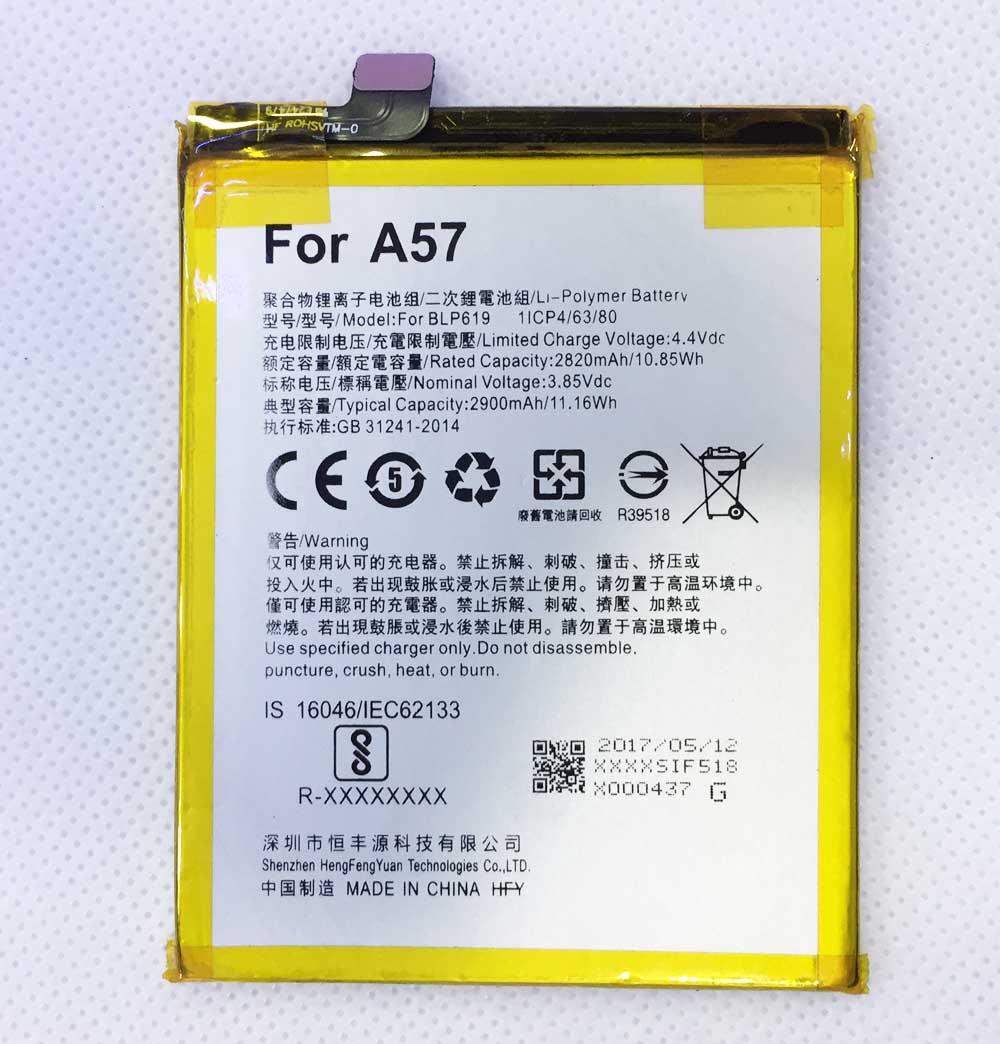 HF ROHSVTM-0
For A57
聚合物锂离子电池组/二次鋰電池組/Li-Polymer Battery
型号/型号/Model:For BLP619 1ICP4/63/80
充电限制电压/充電限制電壓/Limited Charge Voltage:4.4Vdc
额定容量/額定電容量/Rated Capacity:2820mAh/10.85Wh
标称电压/標稱電壓/Nominal Voltage:3.85Vdc
典型容量/Typical Capacity:2900mAh/11.16Wh
执行标准:GB 31241-2014
CE 5
廢舊電池請回收 R39518
警告/Warning
仅可使用认可的充电器。禁止拆解、刺破、撞击、挤压或
投入火中。若出现鼓胀或浸水后禁止使用。请勿置于高温环境中。
僅可使用認可的充電器。禁止拆解、刺破、擠壓、加熱或
燃燒。若出現鼓脹或浸水後禁止使用。請勿置于高溫環境中。
Use specified charger only.Do not disassemble.
puncture, crush, heat, or burn.
IS 16046/IEC62133
R-XXXXXXXX
2017/05/12
XXXXSIF518
X000437 G
深圳市恒丰源科技有限公司
Shenzhen HengFengYuan Technologies Co.,LTD.
中国制造 MADE IN CHINA HFY